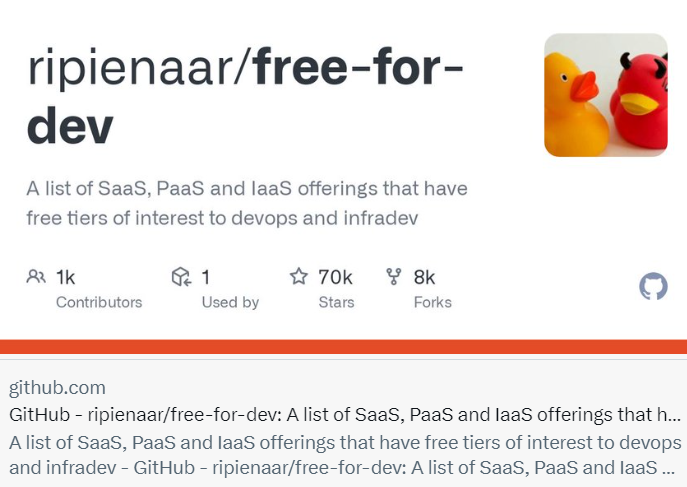 ripienaar/free-for-
dev
A list of SaaS, PaaS and IaaS offerings that have
free tiers of interest to devops and infradev
1k 1 70k 8k
Contributors Used by Stars Forks
github.com
GitHub - ripienaar/free-for-dev: A list of SaaS, PaaS and IaaS offerings that h...
A list of SaaS, PaaS and IaaS offerings that have free tiers of interest to devops
and infradev - GitHub - ripienaar/free-for-dev: A list of SaaS, PaaS and IaaS ...